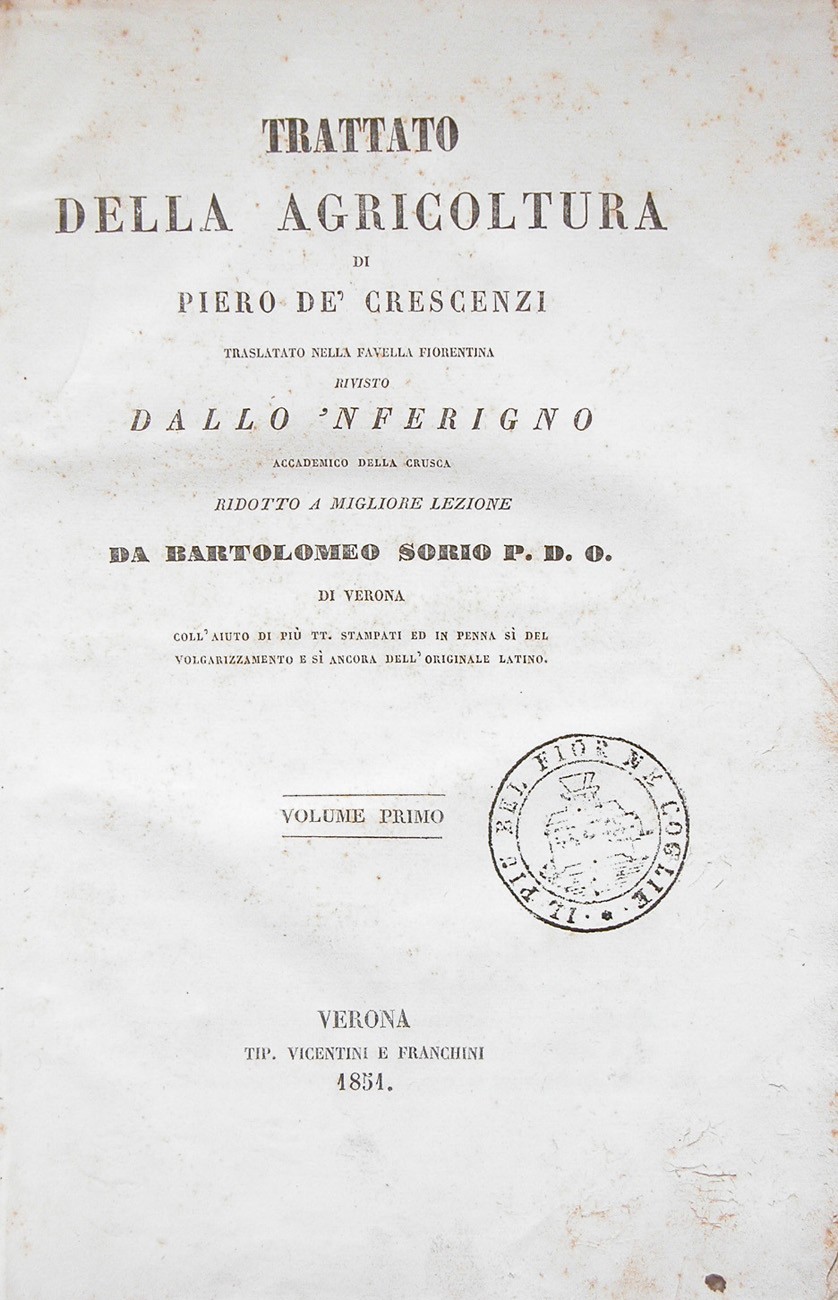 TRATTATO
DELLA AGRICOLTURA
DI
PIERO DE' CRESCENZI
TRASLATATO NELLA FAVELLA FIORENTINA
RIVISTO
DALLO 'NFERIGNO
ACCADEMICO DELLA CRUSCA
RIDOTTO A MIGLIORE LEZIONE
DA BARTOLOMEO SORIO P. D. O.
DI VERONA
COLL'AIUTO DI PIÙ TT. STAMPATI ED IN PENNA SÌ DEL
VOLGARIZZAMENTO E SÌ ANCORA DELL'ORIGINALE LATINO.
VOLUME PRIMO
IL PIÙ BEL FIOR NE COGLIE
VERONA
TIP. VICENTINI E FRANCHINI
1851.